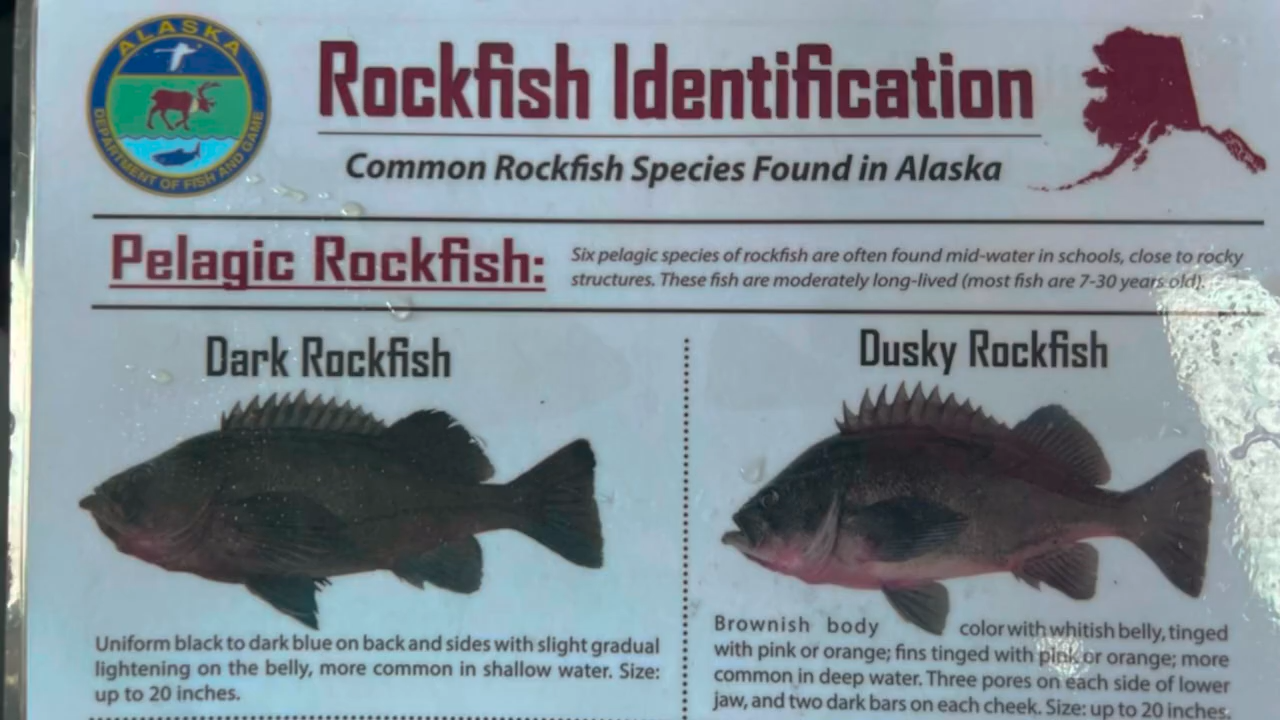 ALASKA
DEPARTMENT OF FISH AND GAME
Rockfish Identification
Common Rockfish Species Found in Alaska
Pelagic Rockfish:
Six pelagic species of rockfish are often found mid-water in schools, close to rocky
structures. These fish are moderately long-lived (most fish are 7-30 years old).
Dark Rockfish
Uniform black to dark blue on back and sides with slight gradual
lightening on the belly, more common in shallow water. Size:
up to 20 inches.
Dusky Rockfish
Brownish body color with whitish belly, tinged
with pink or orange; fins tinged with pink or orange; more
common in deep water. Three pores on each side of lower
jaw, and two dark bars on each cheek. Size: up to 20 inches.